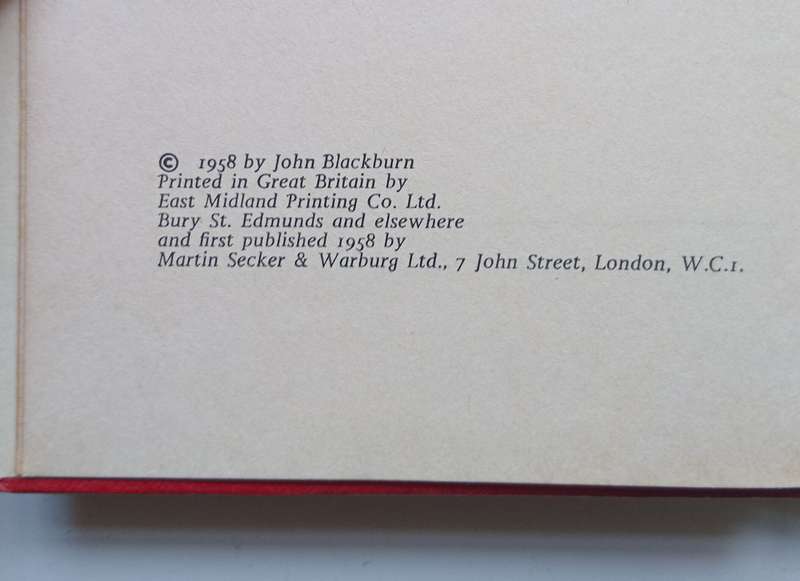 © 1958 by John Blackburn
Printed in Great Britain by
East Midland Printing Co. Ltd.
Bury St. Edmunds and elsewhere
and first published 1958 by
Martin Secker & Warburg Ltd., 7 John Street, London, W.C.1.